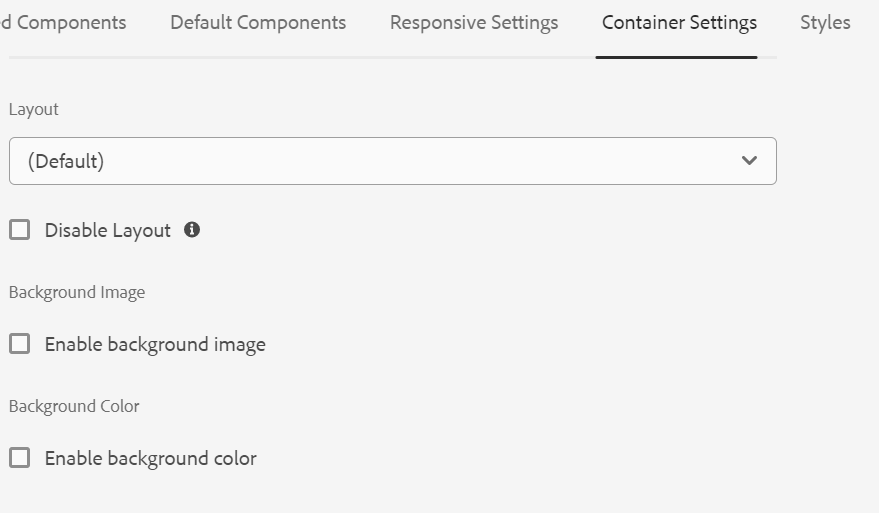 d Components Default Components Responsive Settings Container Settings Styles
Layout
(Default)
Disable Layout
Background Image
Enable background image
Background Color
Enable background color